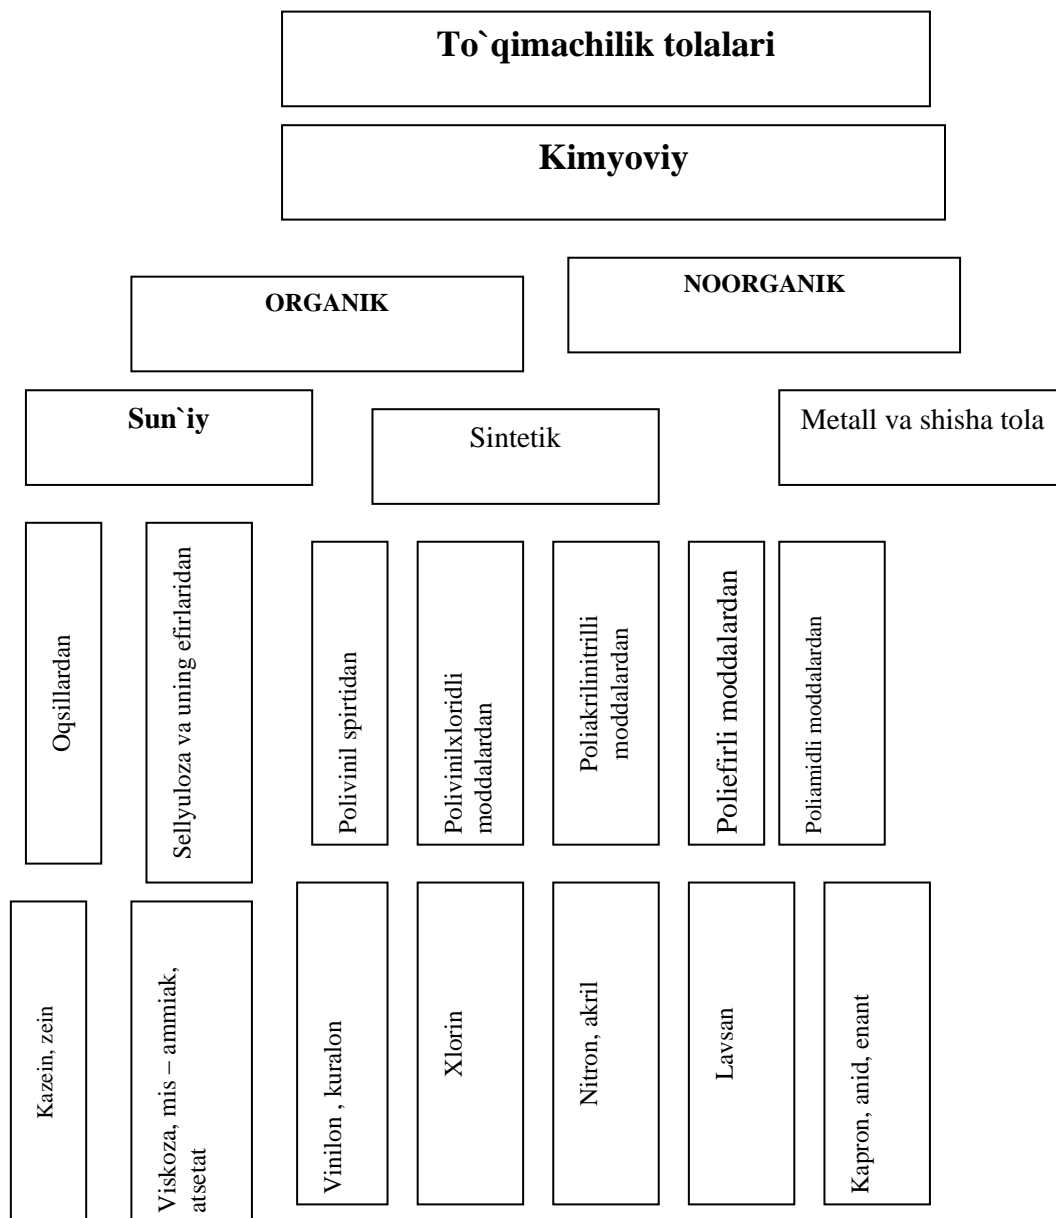 To`qimachilik tolalari
Kimyoviy
ORGANIK
NOORGANIK
Sun`iy
Sintetik
Metall va shisha tola
Oqsillardan
Sellyuloza va uning efirlaridan
Polivinil spirtidan
Polivinilxloridli
moddalardan
Poliakrilinitrilli
moddalardan
Poliefirli moddalardan
Poliamidli moddalardan
Kazein, zein
Viskoza, mis – ammiak,
atsetat
Vinilon , kuralon
Xlorin
Nitron, akril
Lavsan
Kapron, anid, enant